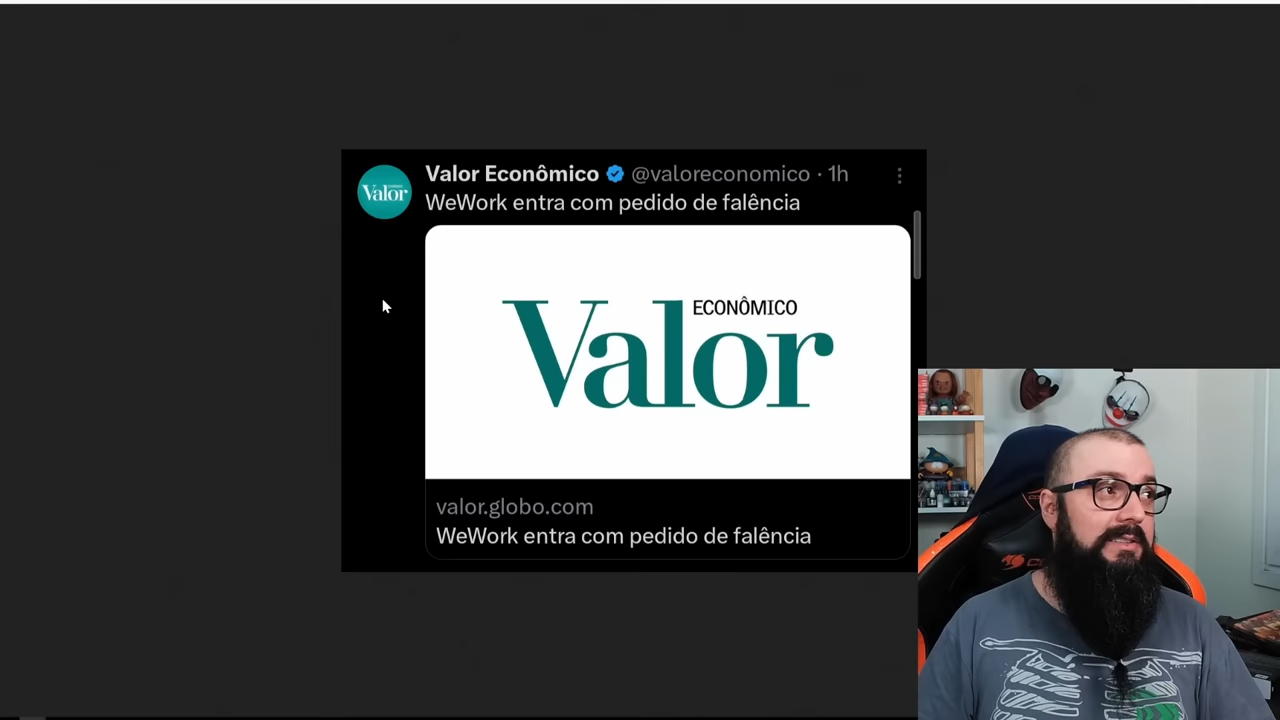 Valor Econômico @valoreconomico · 1h
WeWork entra com pedido de falência
Valor
ECONÔMICO
Valor
valor.globo.com
WeWork entra com pedido de falência